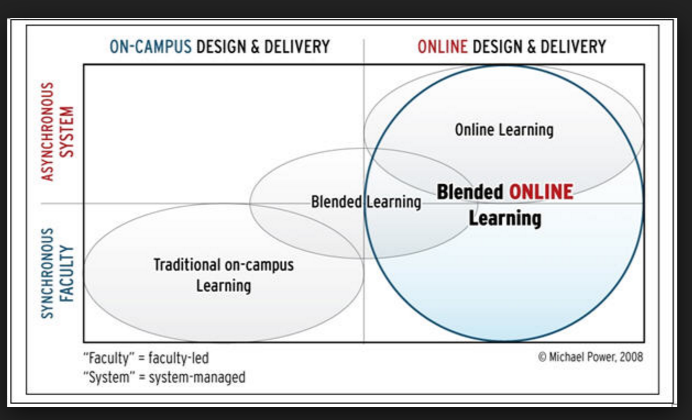 ON-CAMPUS DESIGN & DELIVERY
ONLINE DESIGN & DELIVERY
ASYNCHRONOUS
SYSTEM
SYNCHRONOUS
FACULTY
Online Learning
Blended Learning
Blended ONLINE
Learning
Traditional on-campus
Learning
"Faculty" = faculty-led
"System" = system-managed
© Michael Power, 2008